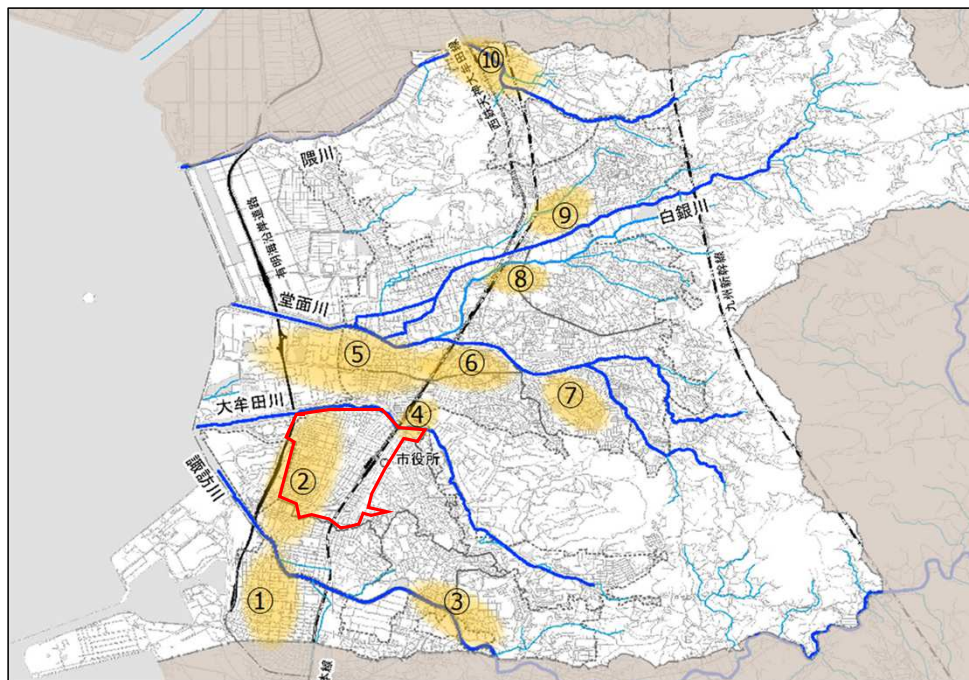 ⑩
西鉄天神大牟田線
隈川
⑨
白銀川
有明海沿岸道路
⑧
九州新幹線
堂面川
⑤
⑥
⑦
大牟田川
④
市役所
諏訪川
②
①
③
本線